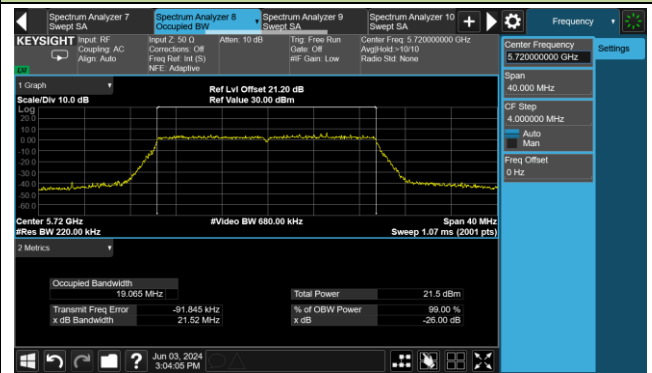 Spectrum Analyzer 7
Swept SA
Spectrum Analyzer 8
Occupied BW
Spectrum Analyzer 9
Swept SA
Spectrum Analyzer 10
Swept SA
Frequency
KEYSIGHT
Input: RF
Coupling: AC
Align: Auto
Input Z: 50 Ω
Corrections: Off
Freq Ref: Int (S)
NFE: Adaptive
Atten: 10 dB
Trig: Free Run
Gate: Off
#IF Gain: Low
Center Freq: 5.720000000 GHz
Avg|Hold:>10/10
Radio Std: None
Center Frequency
5.720000000 GHz
Settings
Span
40.000 MHz
CF Step
4.000000 MHz
Auto
Man
Freq Offset
0 Hz
1 Graph
Scale/Div 10.0 dB
Ref Lvl Offset 21.20 dB
Ref Value 30.00 dBm
Log
20.0
10.0
0.00
-10.0
-20.0
-30.0
-40.0
-50.0
-60.0
Center 5.72 GHz
#Res BW 220.00 kHz
#Video BW 680.00 kHz
Span 40 MHz
Sweep 1.07 ms (2001 pts)
2 Metrics
Occupied Bandwidth
19.065 MHz
Total Power
21.5 dBm
Transmit Freq Error
-91.845 kHz
% of OBW Power
99.00 %
x dB Bandwidth
21.52 MHz
x dB
-26.00 dB
Jun 03, 2024
3:04:05 PM